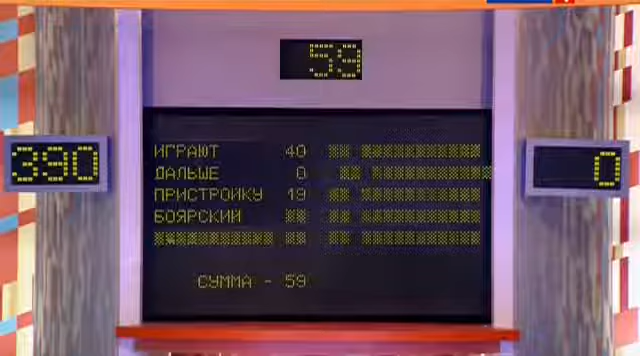 59
390
0
ИГРАЮТ 40
ДАЛЬШЕ 0
ПРИСТРОЙКУ 19
БОЯРСКИЙ
СУММА - 59